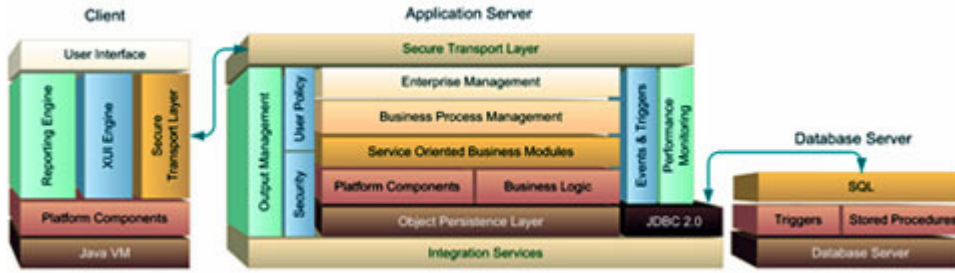 Client
User Interface
Reporting Engine
XUI Engine
Secure
Transport Layer
Platform Components
Java VM
Application Server
Secure Transport Layer
Output Management
User Policy
Security
Enterprise Management
Business Process Management
Service Oriented Business Modules
Platform Components
Business Logic
Object Persistence Layer
Events & Triggers
Performance
Monitoring
JDBC 2.0
Integration Services
Database Server
SQL
Triggers
Stored Procedures
Database Server